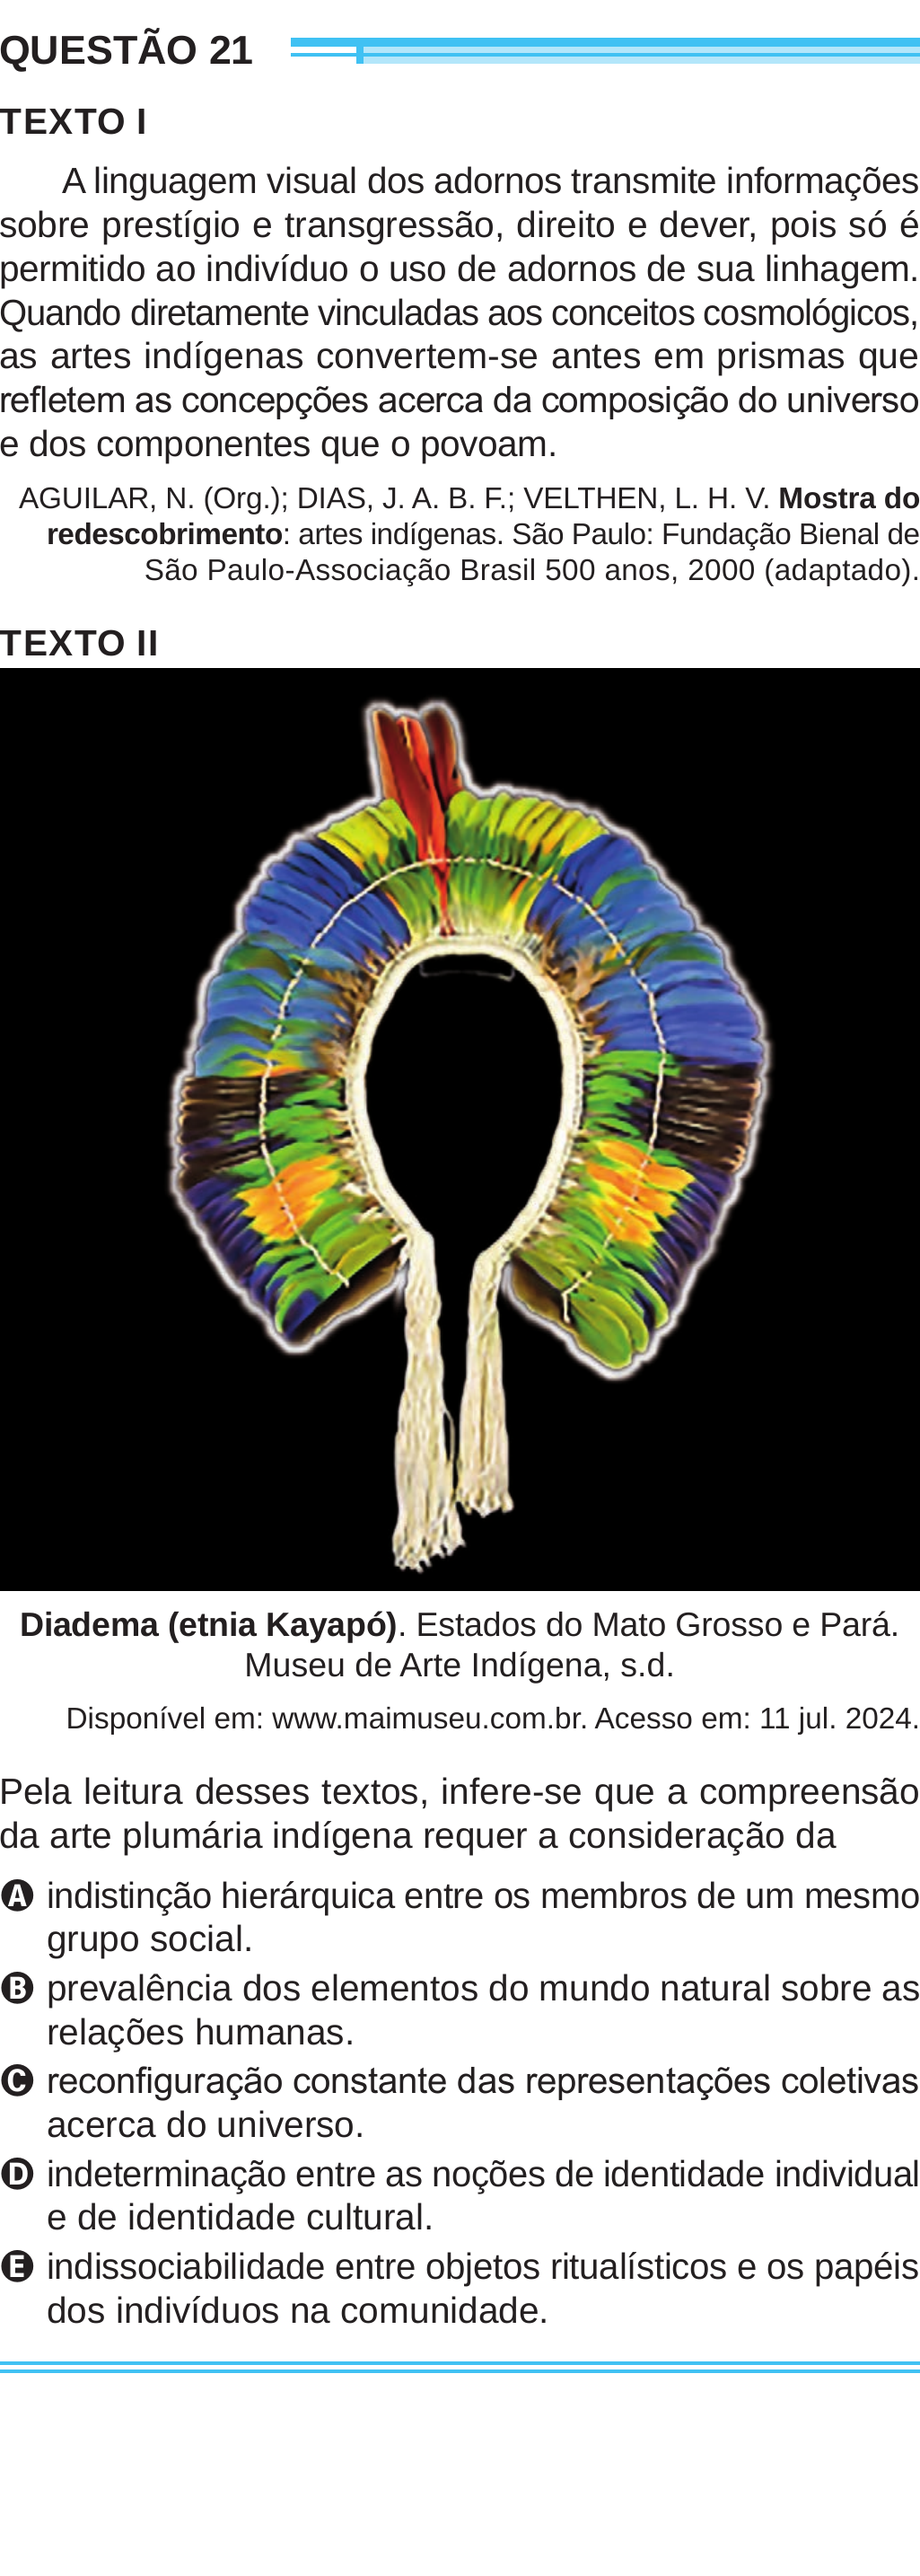 QUESTÃO 21
TEXTO I
A linguagem visual dos adornos transmite informações
sobre prestígio e transgressão, direito e dever, pois só é
permitido ao indivíduo o uso de adornos de sua linhagem.
Quando diretamente vinculadas aos conceitos cosmológicos,
as artes indígenas convertem-se antes em prismas que
refletem as concepções acerca da composição do universo
e dos componentes que o povoam.
AGUILAR, N. (Org.); DIAS, J. A. B. F.; VELTHEN, L. H. V. Mostra do
redescobrimento: artes indígenas. São Paulo: Fundação Bienal de
São Paulo-Associação Brasil 500 anos, 2000 (adaptado).
TEXTO II
Diadema (etnia Kayapó). Estados do Mato Grosso e Pará.
Museu de Arte Indígena, s.d.
Disponível em: www.maimuseu.com.br. Acesso em: 11 jul. 2024.
Pela leitura desses textos, infere-se que a compreensão
da arte plumária indígena requer a consideração da
A indistinção hierárquica entre os membros de um mesmo
grupo social.
B prevalência dos elementos do mundo natural sobre as
relações humanas.
C reconfiguração constante das representações coletivas
acerca do universo.
D indeterminação entre as noções de identidade individual
e de identidade cultural.
E indissociabilidade entre objetos ritualísticos e os papéis
dos indivíduos na comunidade.